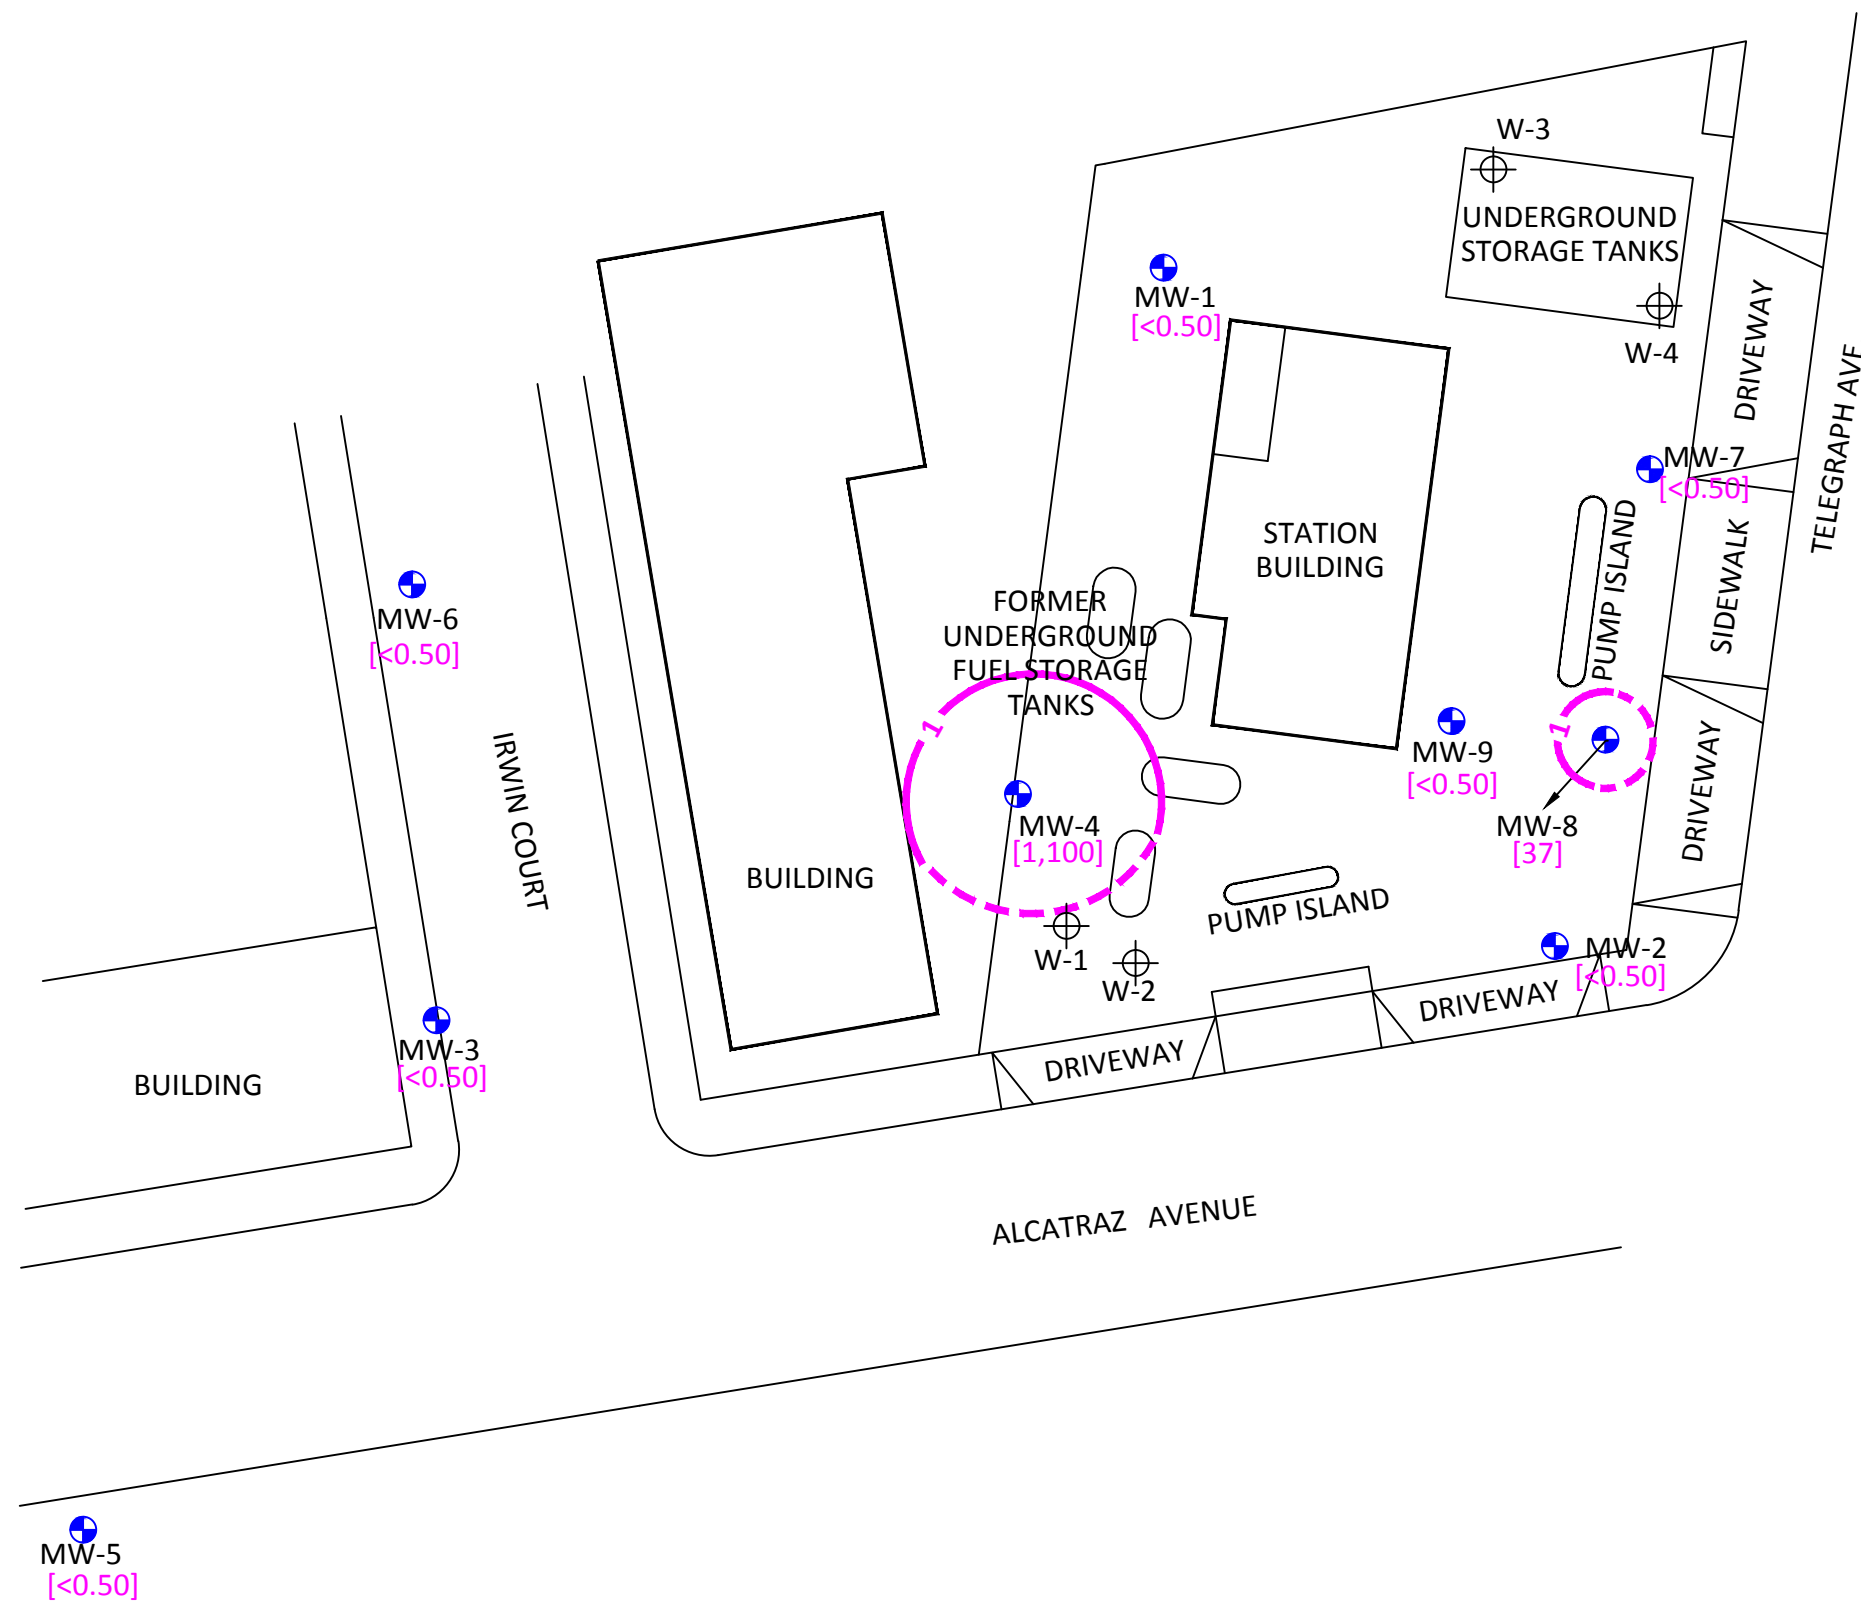 W-3
UNDERGROUND
STORAGE TANKS
W-4
MW-1
[<0.50]
DRIVEWAY
TELEGRAPH AVE
MW-7
[<0.50]
STATION
BUILDING
PUMP ISLAND
SIDEWALK
MW-6
[<0.50]
FORMER
UNDERGROUND
FUEL STORAGE
TANKS
1
1
MW-9
[<0.50]
DRIVEWAY
IRWIN COURT
MW-4
[1,100]
MW-8
[37]
BUILDING
PUMP ISLAND
W-1
W-2
MW-2
[<0.50]
DRIVEWAY
DRIVEWAY
MW-3
[<0.50]
BUILDING
ALCATRAZ AVENUE
MW-5
[<0.50]